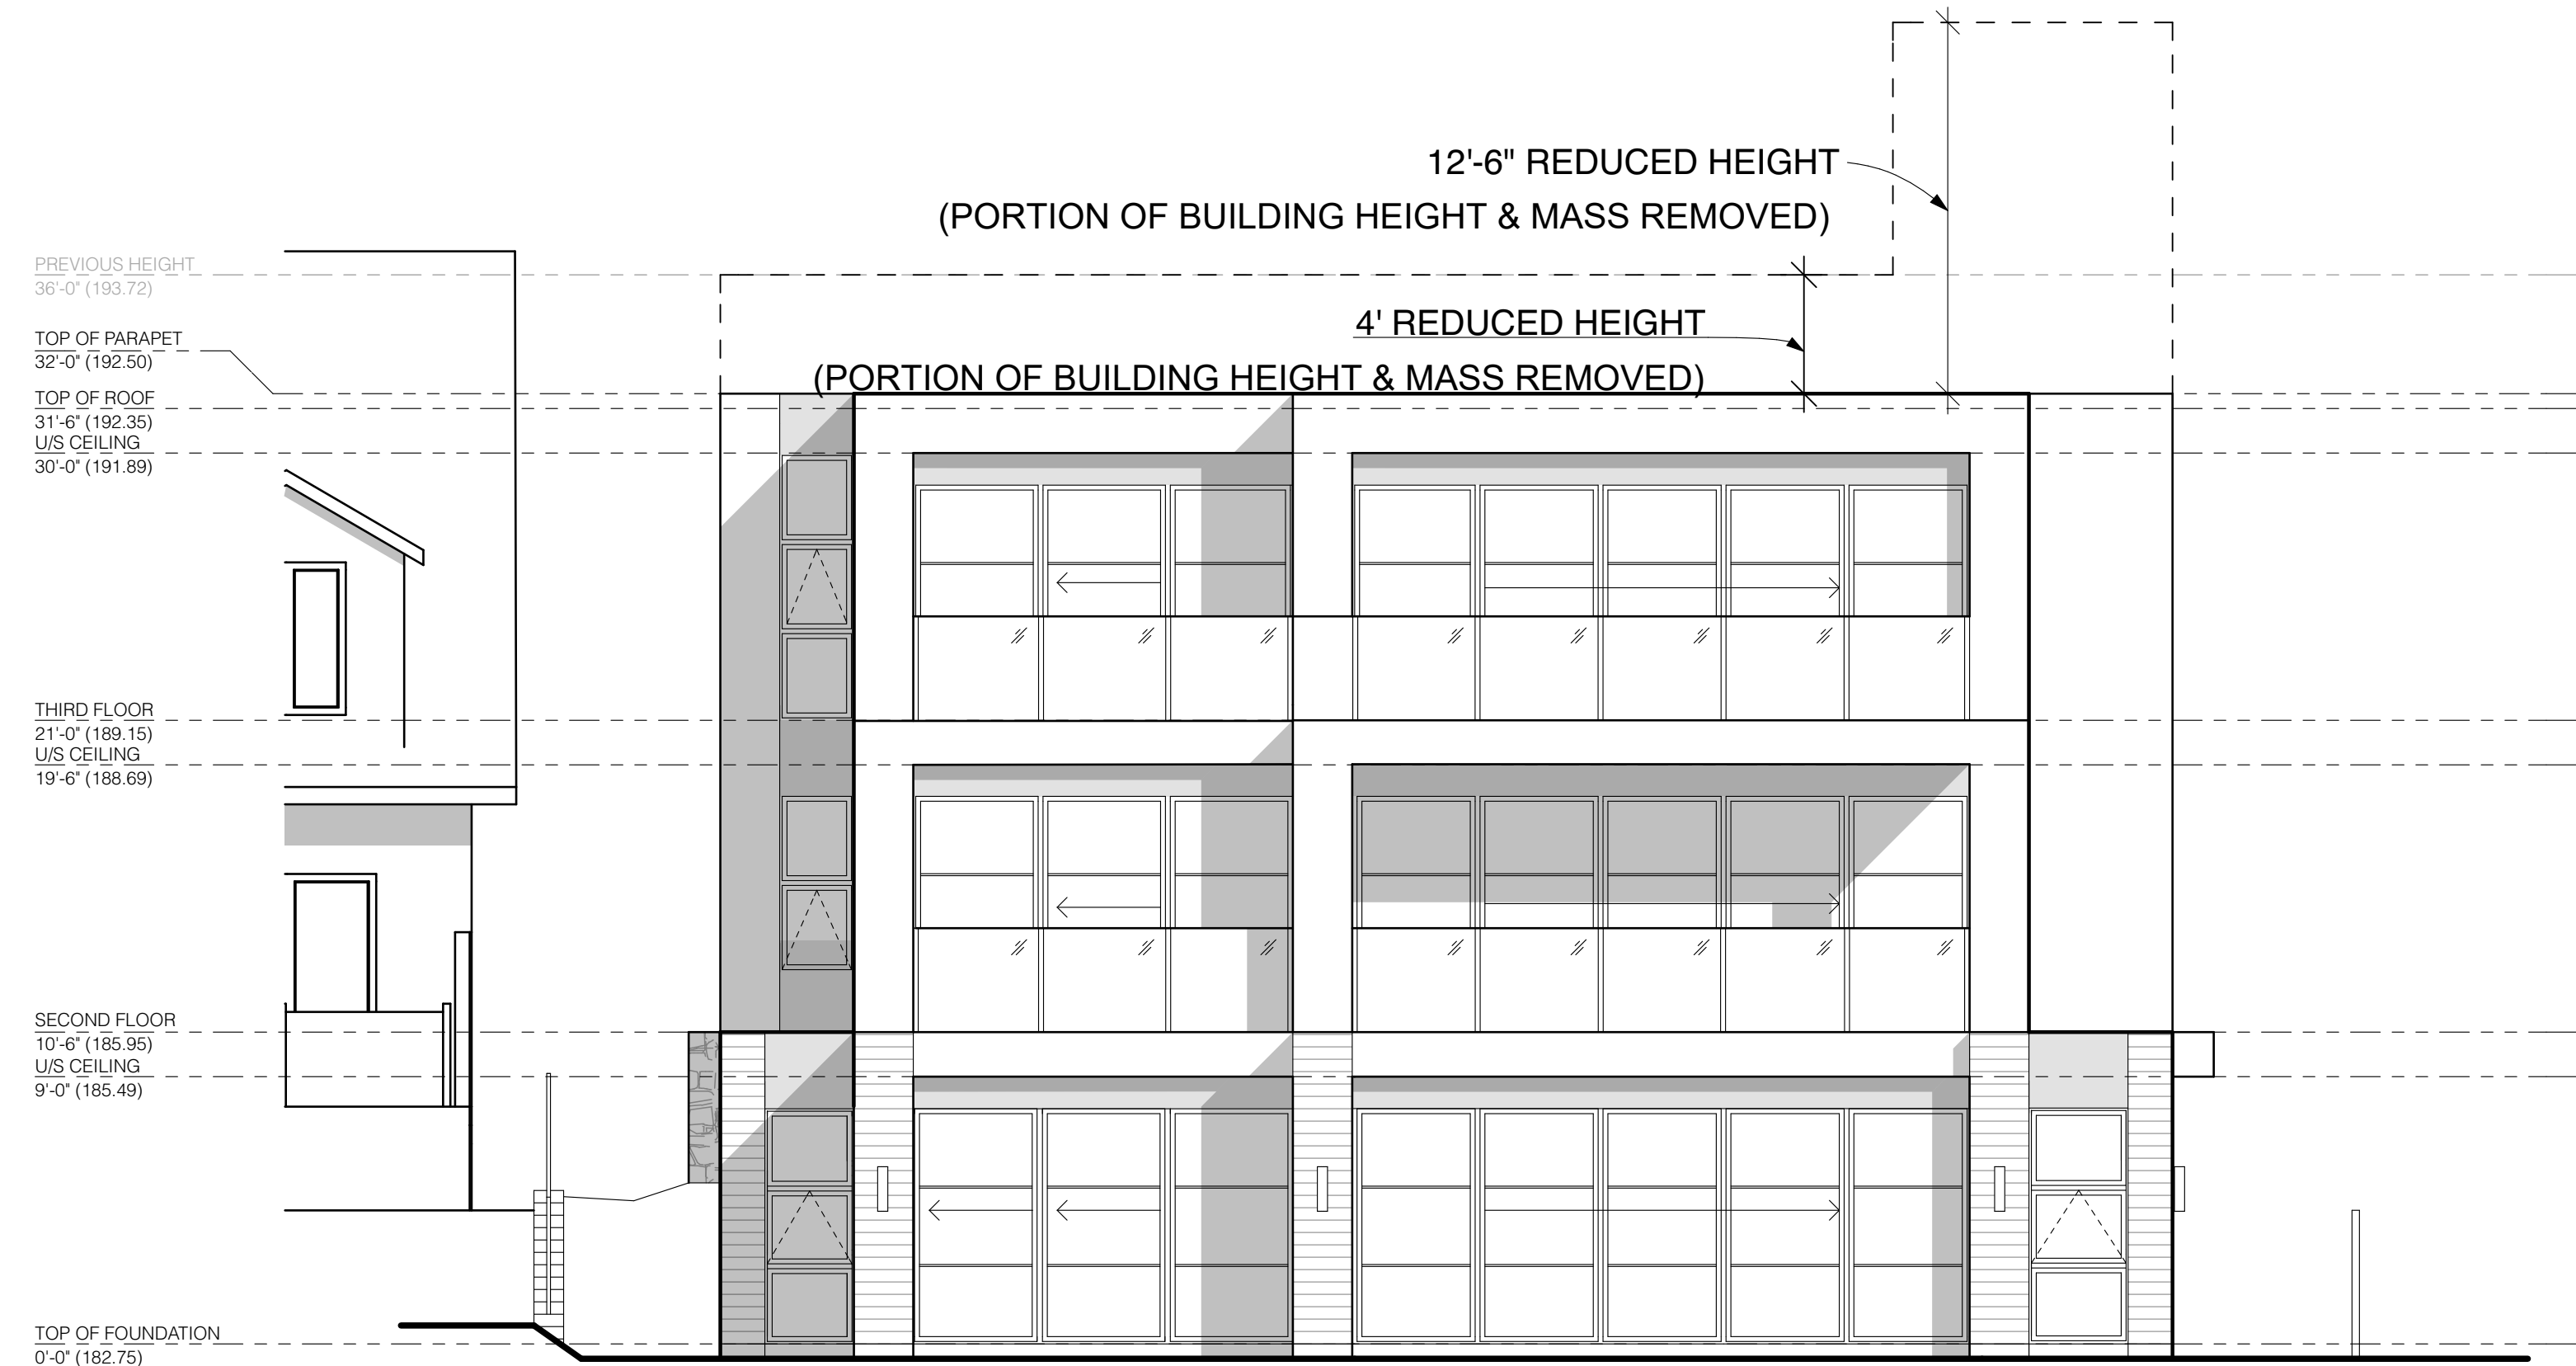 12'-6" REDUCED HEIGHT
(PORTION OF BUILDING HEIGHT & MASS REMOVED)
PREVIOUS HEIGHT
36'-0" (193.72)
4' REDUCED HEIGHT
(PORTION OF BUILDING HEIGHT & MASS REMOVED)
TOP OF PARAPET
32'-0" (192.50)
TOP OF ROOF
31'-6" (192.35)
U/S CEILING
30'-0" (191.89)
THIRD FLOOR
21'-0" (189.15)
U/S CEILING
19'-6" (188.69)
SECOND FLOOR
10'-6" (185.95)
U/S CEILING
9'-0" (185.49)
TOP OF FOUNDATION
0'-0" (182.75)